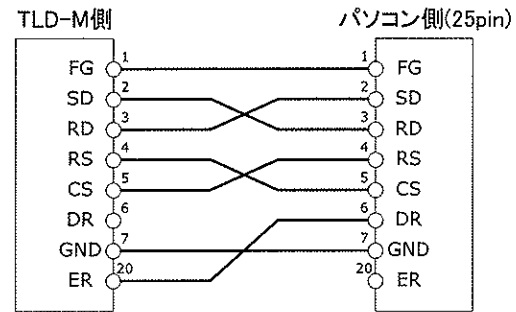 TLD-M側 パソコン側(25pin)
FG 1 1 FG
SD 2 2 SD
RD 3 3 RD
RS 4 4 RS
CS 5 5 CS
DR 6 6 DR
GND 7 7 GND
ER 20 20 ER